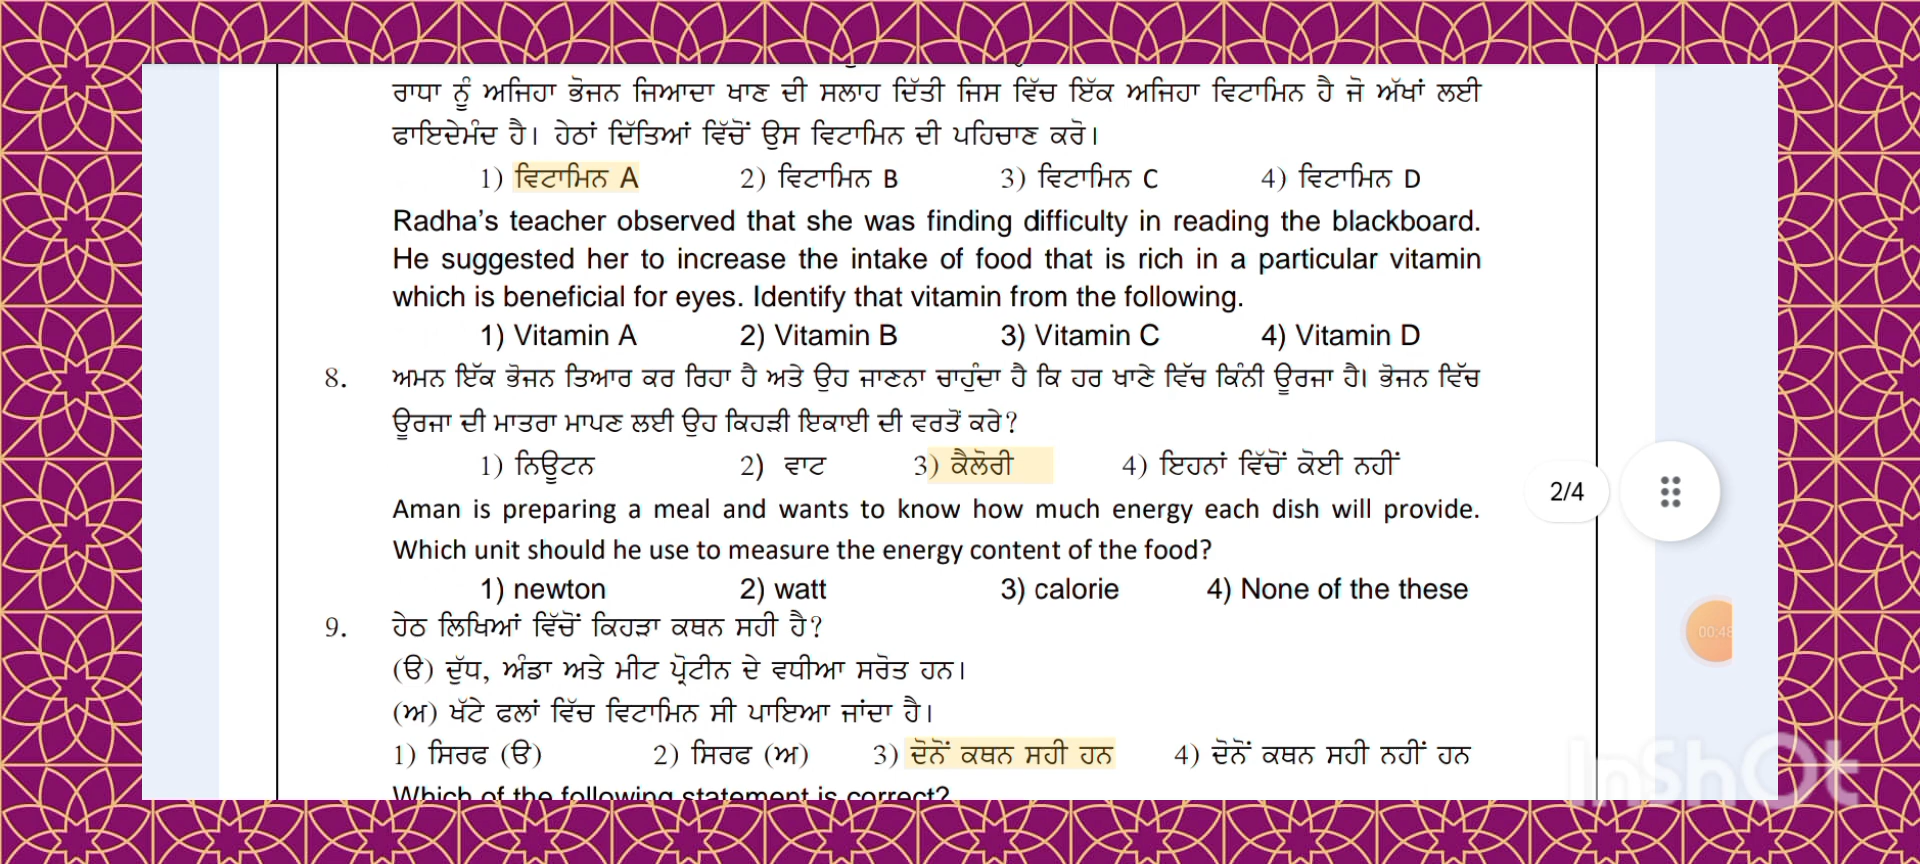 ਰਾਧਾ ਨੂੰ ਅਜਿਹਾ ਭੋਜਨ ਜਿਆਦਾ ਖਾਣ ਦੀ ਸਲਾਹ ਦਿੱਤੀ ਜਿਸ ਵਿੱਚ ਇੱਕ ਅਜਿਹਾ ਵਿਟਾਮਿਨ ਹੈ ਜੋ ਅੱਖਾਂ ਲਈ
ਫਾਇਦੇਮੰਦ ਹੈ। ਹੇਠਾਂ ਦਿੱਤਿਆਂ ਵਿੱਚੋਂ ਉਸ ਵਿਟਾਮਿਨ ਦੀ ਪਹਿਚਾਣ ਕਰੋ।
1) ਵਿਟਾਮਿਨ A 2) ਵਿਟਾਮਿਨ B 3) ਵਿਟਾਮਿਨ C 4) ਵਿਟਾਮਿਨ D
Radha's teacher observed that she was finding difficulty in reading the blackboard.
He suggested her to increase the intake of food that is rich in a particular vitamin
which is beneficial for eyes. Identify that vitamin from the following.
1) Vitamin A 2) Vitamin B 3) Vitamin C 4) Vitamin D
8. ਅਮਨ ਇੱਕ ਭੋਜਨ ਤਿਆਰ ਕਰ ਰਿਹਾ ਹੈ ਅਤੇ ਉਹ ਜਾਣਨਾ ਚਾਹੁੰਦਾ ਹੈ ਕਿ ਹਰ ਖਾਣੇ ਵਿੱਚ ਕਿੰਨੀ ਊਰਜਾ ਹੈ। ਭੋਜਨ ਵਿੱਚ
ਊਰਜਾ ਦੀ ਮਾਤਰਾ ਮਾਪਣ ਲਈ ਉਹ ਕਿਹੜੀ ਇਕਾਈ ਦੀ ਵਰਤੋਂ ਕਰੇ?
1) ਨਿਊਟਨ 2) ਵਾਟ 3) ਕੈਲੋਰੀ 4) ਇਹਨਾਂ ਵਿੱਚੋਂ ਕੋਈ ਨਹੀਂ
Aman is preparing a meal and wants to know how much energy each dish will provide.
Which unit should he use to measure the energy content of the food?
1) newton 2) watt 3) calorie 4) None of the these
2/4
9. ਹੇਠ ਲਿਖਿਆਂ ਵਿੱਚੋਂ ਕਿਹੜਾ ਕਥਨ ਸਹੀ ਹੈ?
00:48
(ੳ) ਦੁੱਧ, ਅੰਡਾ ਅਤੇ ਮੀਟ ਪ੍ਰੋਟੀਨ ਦੇ ਵਧੀਆ ਸਰੋਤ ਹਨ।
(ਅ) ਖੱਟੇ ਫਲਾਂ ਵਿੱਚ ਵਿਟਾਮਿਨ ਸੀ ਪਾਇਆ ਜਾਂਦਾ ਹੈ।
1) ਸਿਰਫ (ੳ) 2) ਸਿਰਫ (ਅ) 3) ਦੋਨੋਂ ਕਥਨ ਸਹੀ ਹਨ 4) ਦੋਨੋਂ ਕਥਨ ਸਹੀ ਨਹੀਂ ਹਨ
Which of the following statement is correct?
InShOt